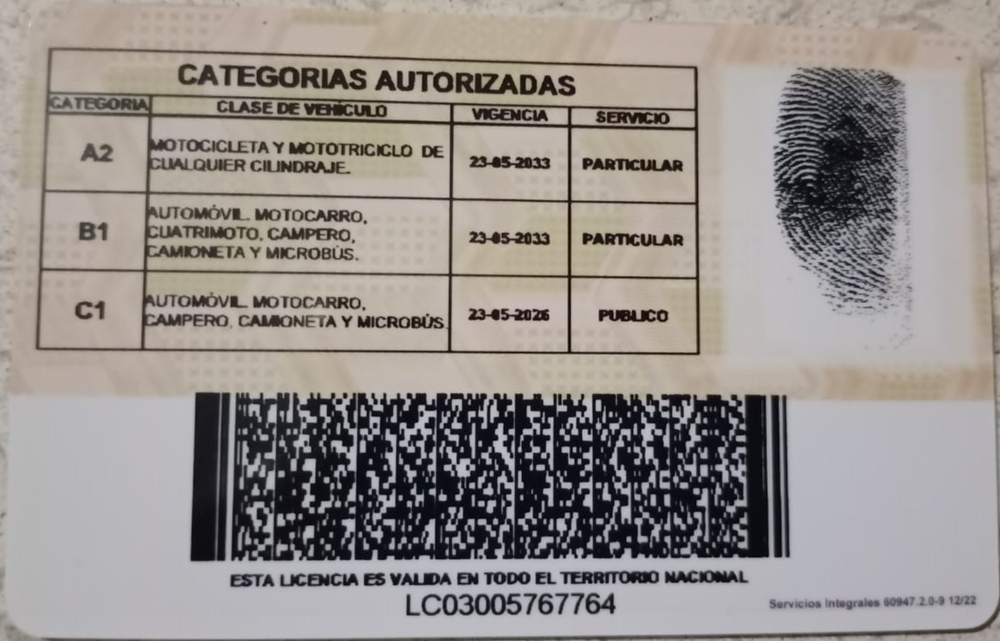 CATEGORIAS AUTORIZADAS
CATEGORIA CLASE DE VEHÍCULO VIGENCIA SERVICIO
A2 MOTOCICLETA Y MOTOTRICICLO DE
CUALQUIER CILINDRAJE. 23-05-2033 PARTICULAR
B1 AUTOMÓVIL. MOTOCARRO,
CUATRIMOTO, CAMPERO, 23-05-2033 PARTICULAR
CAMIONETA Y MICROBÚS.
C1 AUTOMÓVIL. MOTOCARRO,
CAMPERO, CAMIONETA Y MICROBÚS. 23-05-2026 PUBLICO
ESTA LICENCIA ES VALIDA EN TODO EL TERRITORIO NACIONAL
LC03005767764
Servicios Integrales 60947.2.0-9 12/22